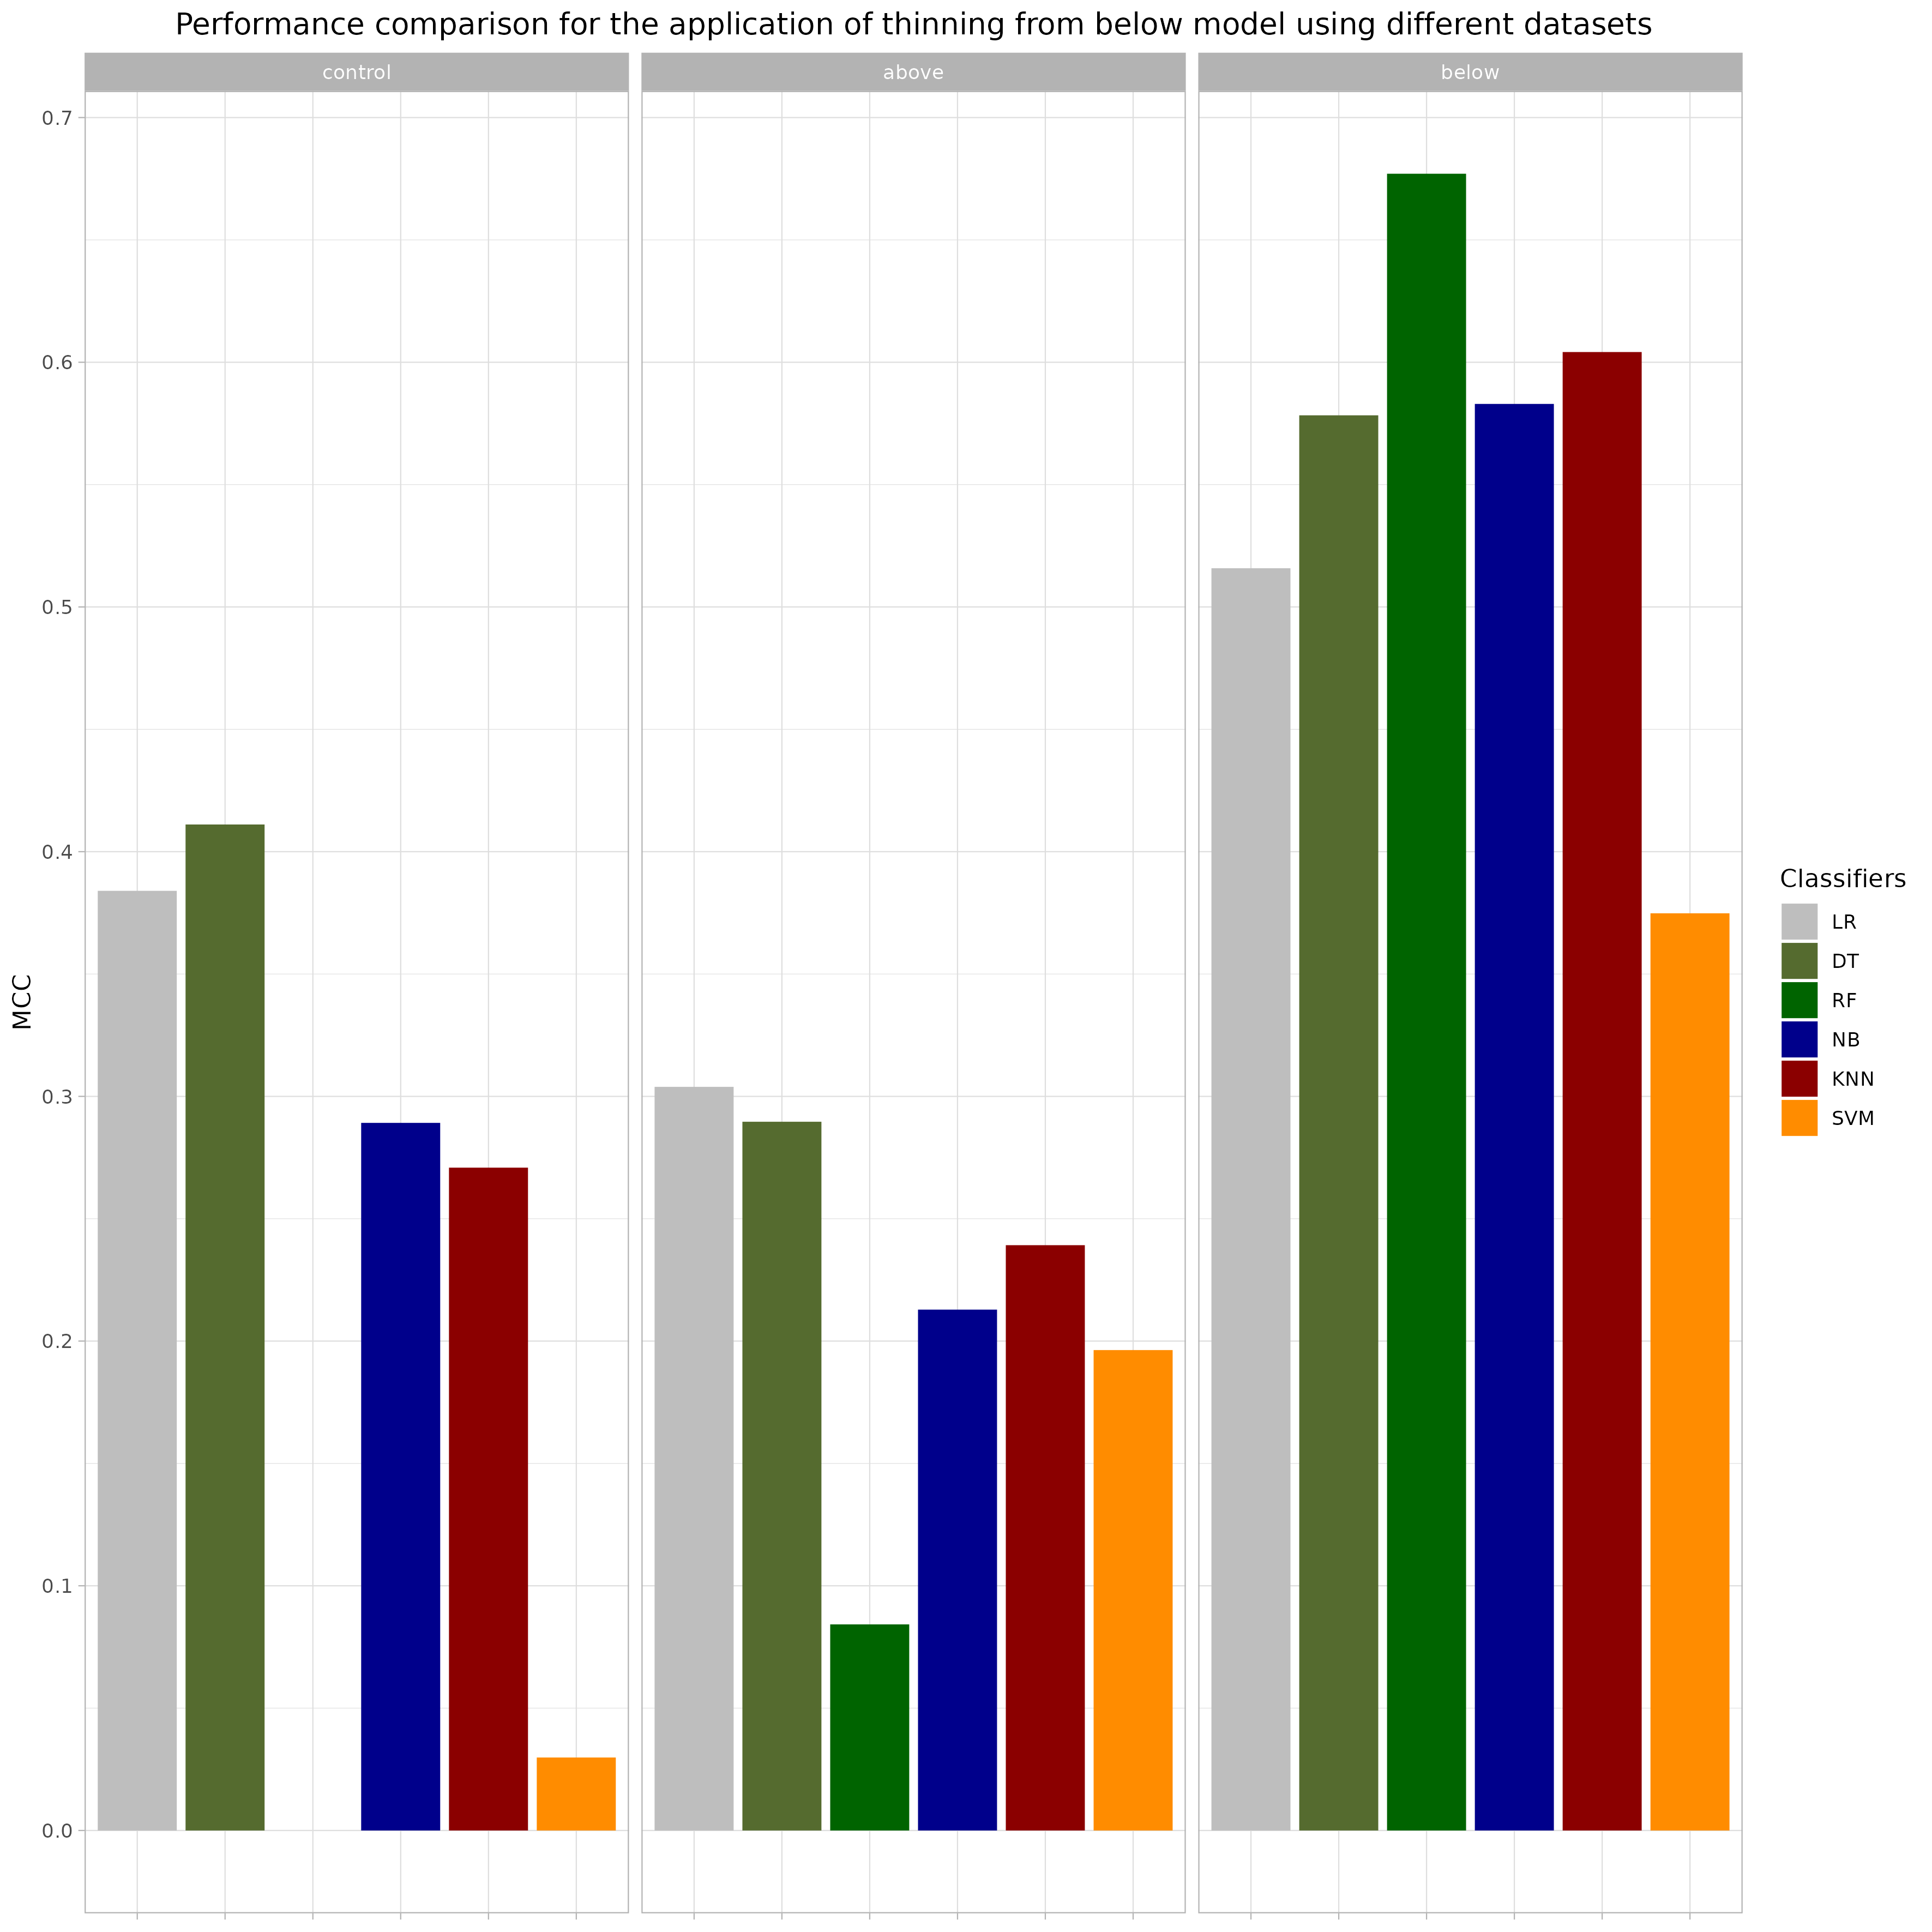 Performance comparison for the application of thinning from below model using different datasets
control above below
0.7
0.6
0.5
0.4
0.3
0.2
0.1
0.0
MCC
Classifiers
LR
DT
RF
NB
KNN
SVM